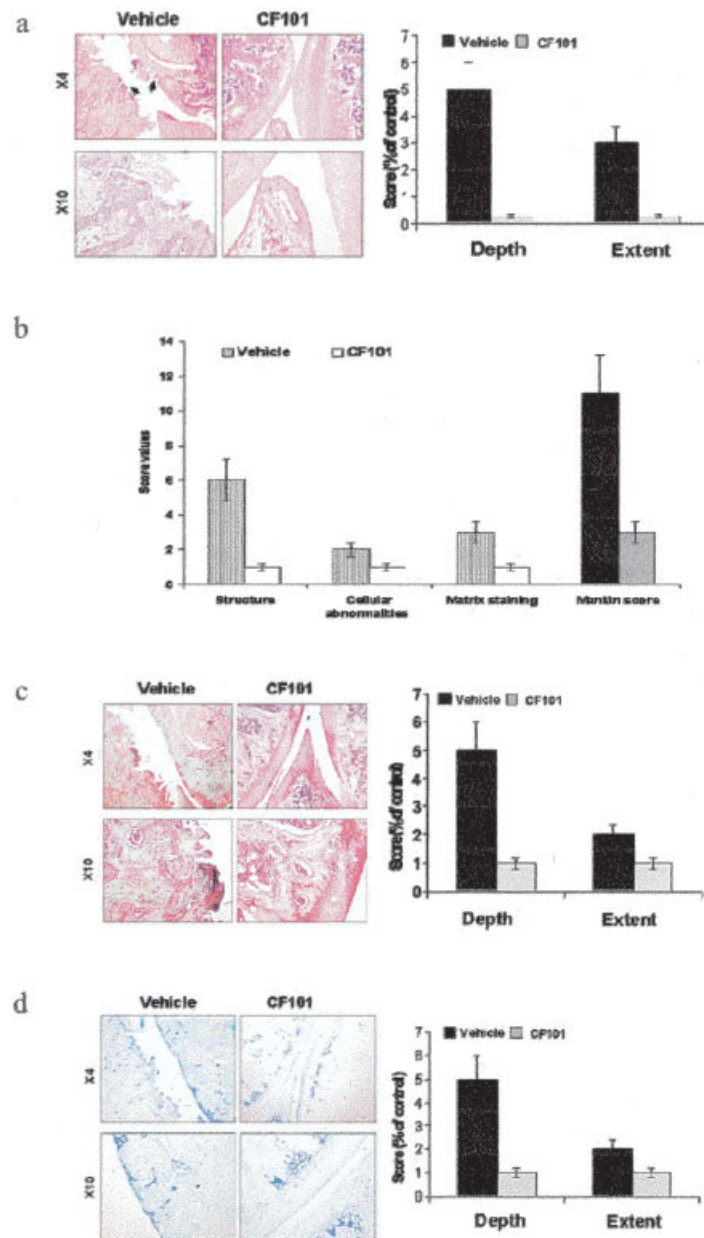 a
Vehicle CF101
X4
X10
Vehicle CF101
Score (% of control)
7
6
5
4
3
2
1
0
Depth Extent
b
Vehicle CF101
Score values
14
12
10
8
6
4
2
0
Structure Cellular abnormalities Matrix staining Mankin score
c
Vehicle CF101
X4
X10
Vehicle CF101
Score (% of control)
7
6
5
4
3
2
1
0
Depth Extent
d
Vehicle CF101
X4
X10
Vehicle CF101
Score (% of control)
7
6
5
4
3
2
1
0
Depth Extent